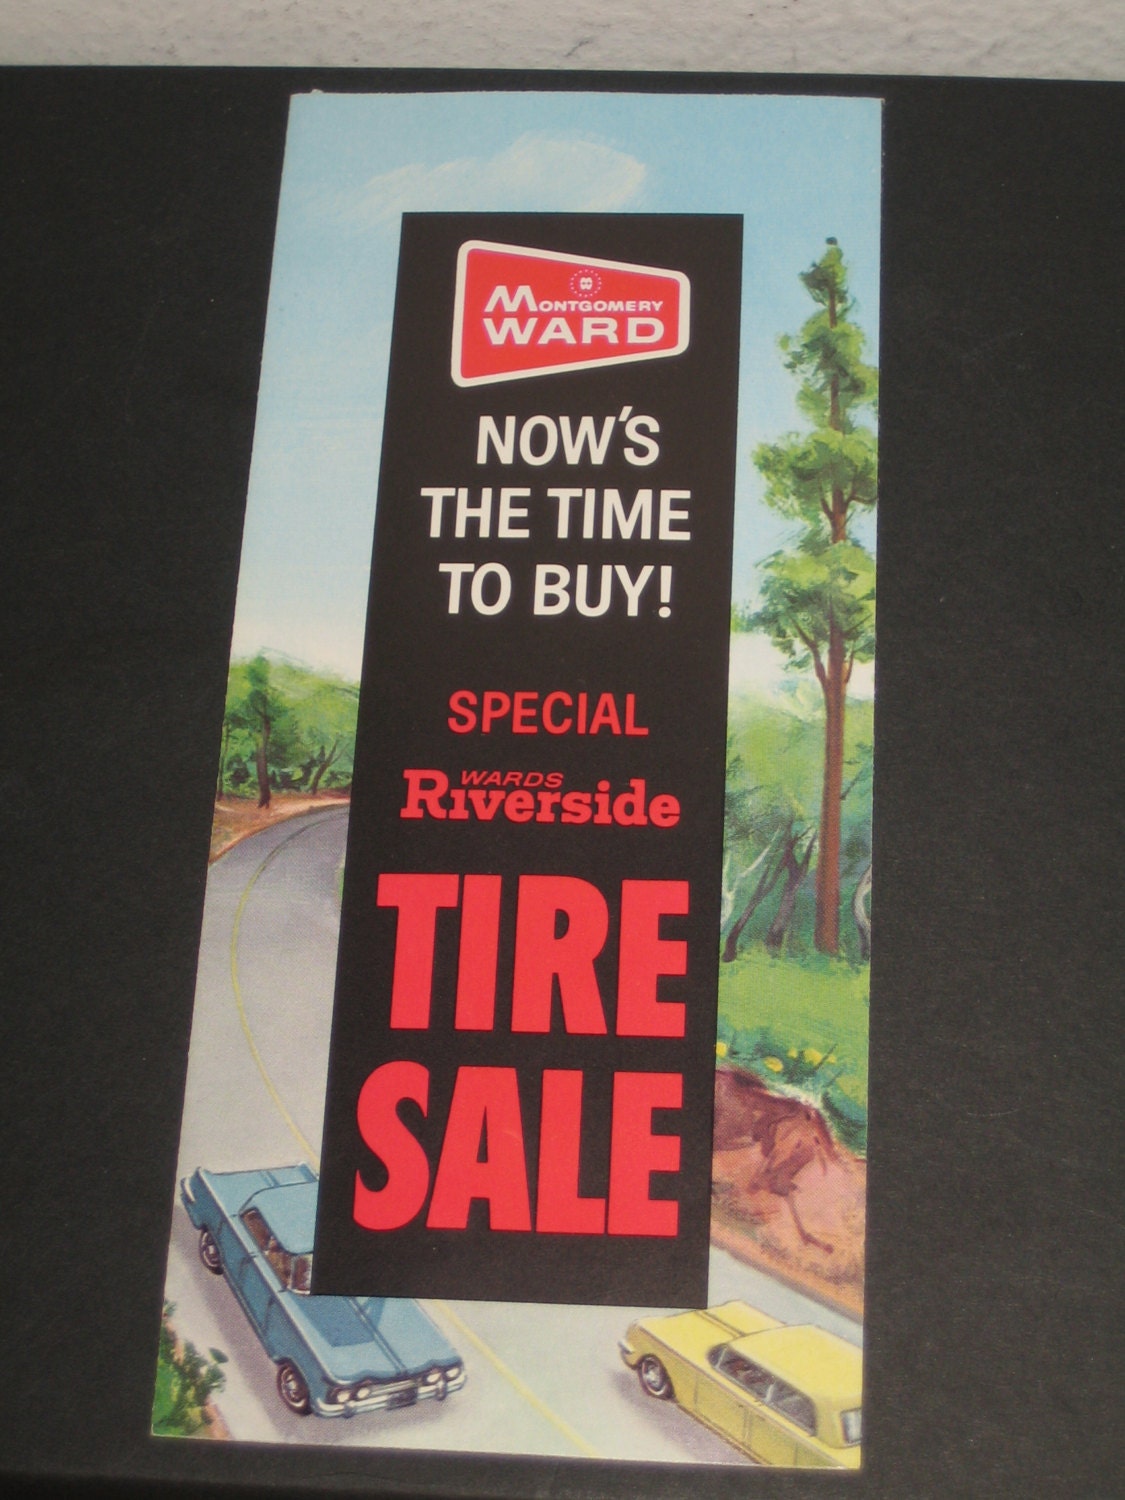 MONTGOMERY
WARD
NOW'S
THE TIME
TO BUY!
SPECIAL
WARDS
Riverside
TIRE
SALE